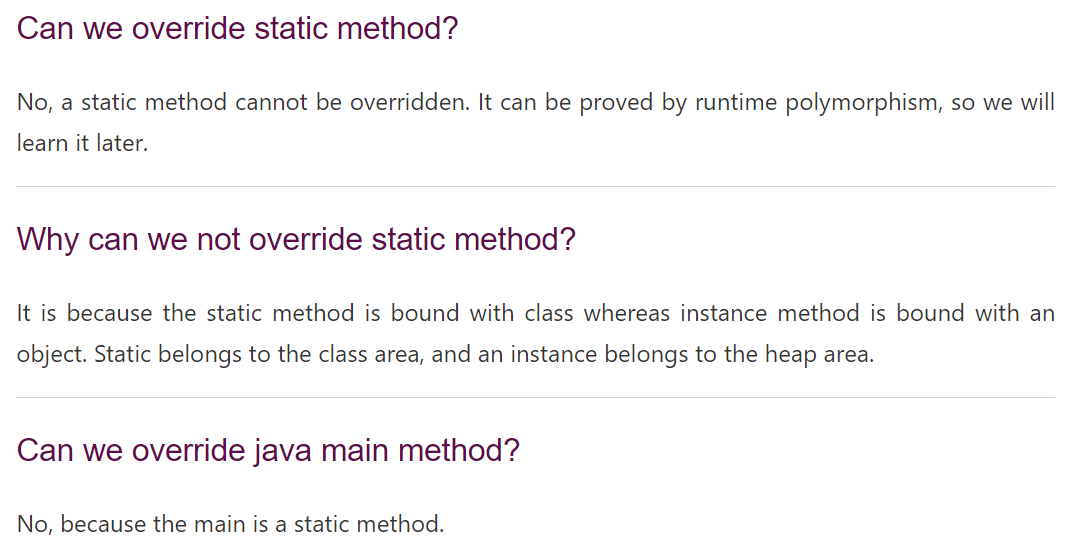 Can we override static method?
No, a static method cannot be overridden. It can be proved by runtime polymorphism, so we will
learn it later.
Why can we not override static method?
It is because the static method is bound with class whereas instance method is bound with an
object. Static belongs to the class area, and an instance belongs to the heap area.
Can we override java main method?
No, because the main is a static method.